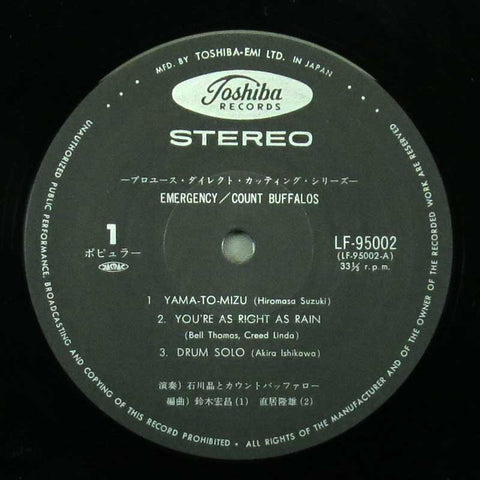 MFD. BY TOSHIBA-EMI LTD. IN JAPAN
Toshiba
RECORDS
STEREO
—プロユース・ダイレクト・カッティング・シリーズ—
EMERGENCY/COUNT BUFFALOS
1
ポピュラー
LF-95002
(LF-95002-A)
33⅓ r.p.m.
1 YAMA-TO-MIZU (Hiromasa Suzuki)
2. YOU'RE AS RIGHT AS RAIN
(Bell Thomas, Creed Linda)
3. DRUM SOLO (Akira Ishikawa)
演奏) 石川晶とカウントバッファロー
編曲) 鈴木宏昌(1) 直居隆雄(2)
UNAUTHORIZED PUBLIC PERFORMANCE, BROADCASTING AND COPYING OF THIS RECORD PROHIBITED • ALL RIGHTS OF THE MANUFACTURER AND OF THE OWNER OF THE RECORDED WORK ARE RESERVED